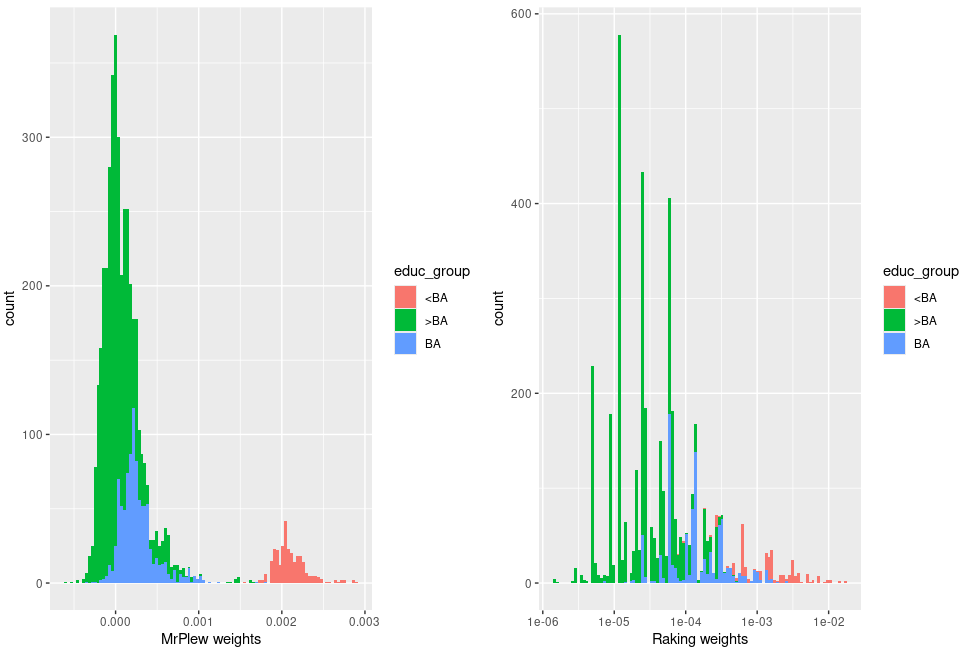 count
300
200
100
0
0.000
0.001
0.002
0.003
MrPlew weights
educ_group
<BA
>BA
BA
count
600
400
200
0
1e-06
1e-05
1e-04
1e-03
1e-02
Raking weights
educ_group
<BA
>BA
BA